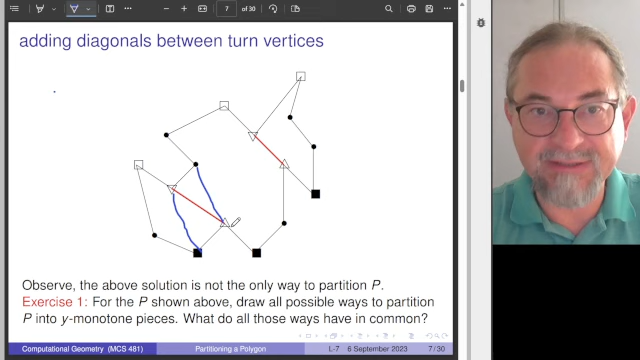 7 of 30
adding diagonals between turn vertices
Observe, the above solution is not the only way to partition P.
Exercise 1: For the P shown above, draw all possible ways to partition
P into y-monotone pieces. What do all those ways have in common?
Computational Geometry (MCS 481) Partitioning a Polygon L-7 6 September 2023 7 / 30